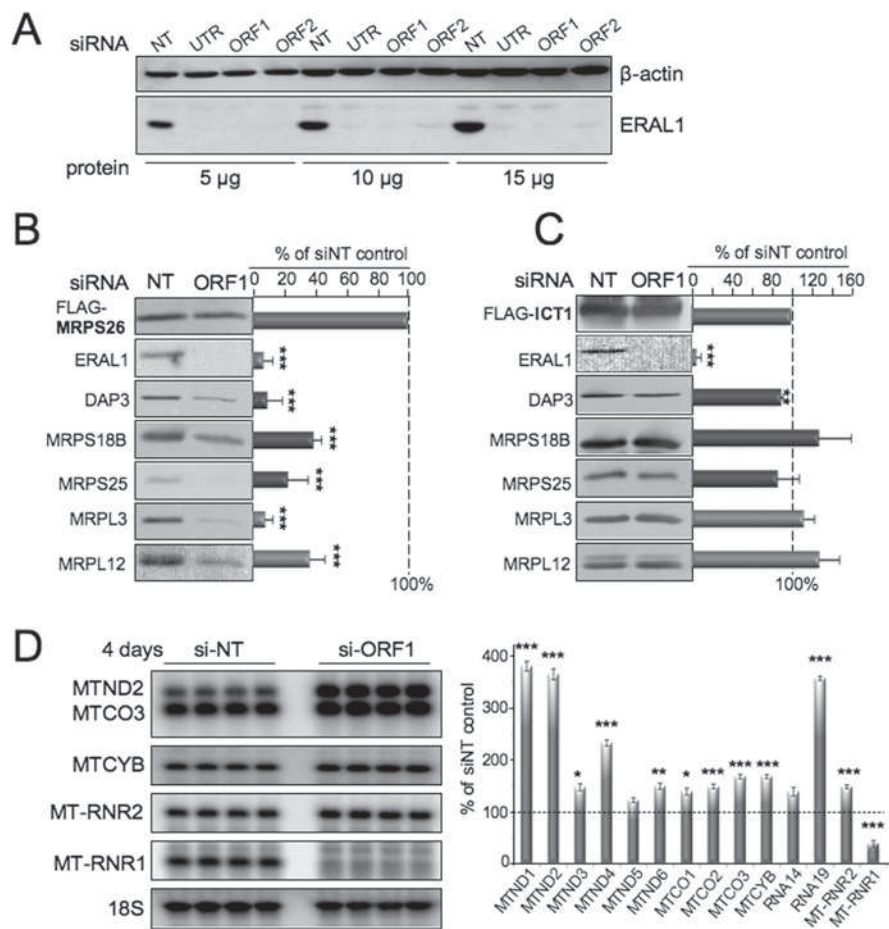 A
siRNA NT UTR ORF1 ORF2 NT UTR ORF1 ORF2 NT UTR ORF1 ORF2
β-actin
ERAL1
protein 5 µg 10 µg 15 µg
B
% of siNT control
siRNA NT ORF1 0 20 40 60 80 100
FLAG-
MRPS26
ERAL1 ***
DAP3 ***
MRPS18B ***
MRPS25 ***
MRPL3 ***
MRPL12 ***
100%
C
% of siNT control
siRNA NT ORF1 0 40 80 120 160
FLAG-ICT1
ERAL1 ***
DAP3 **
MRPS18B
MRPS25
MRPL3
MRPL12
100%
D
4 days si-NT si-ORF1
MTND2
MTCO3
MTCYB
MT-RNR2
MT-RNR1
18S
% of siNT control
400
300
200
100
0
*** *** * *** ** * *** *** *** *** *** ***
MTND1 MTND2 MTND3 MTND4 MTND5 MTND6 MTCO1 MTCO2 MTCO3 MTCYB RNA14 RNA19 MT-RNR2 MT-RNR1